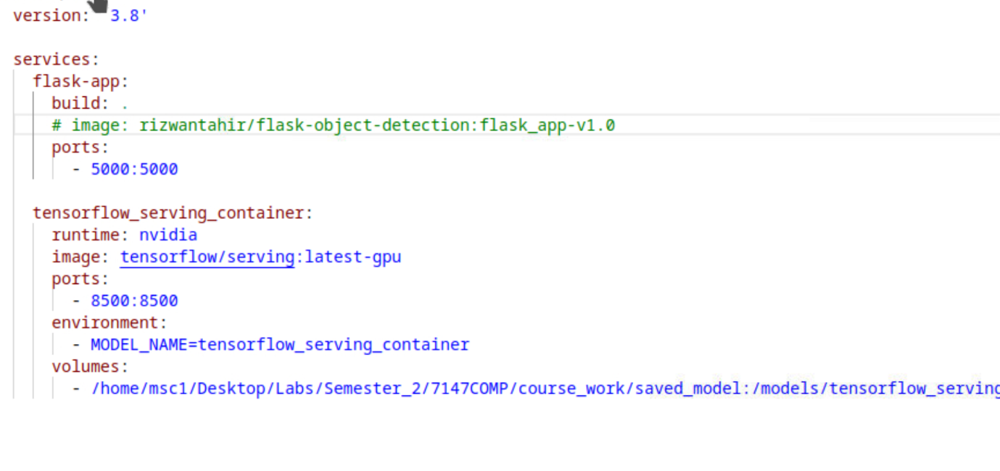 version: 3.8'
services:
flask-app:
build: .
# image: rizwantahir/flask-object-detection:flask_app-v1.0
ports:
- 5000:5000
tensorflow_serving_container:
runtime: nvidia
image: tensorflow/serving:latest-gpu
ports:
- 8500:8500
environment:
- MODEL_NAME=tensorflow_serving_container
volumes:
- /home/msc1/Desktop/Labs/Semester_2/7147COMP/course_work/saved_model:/models/tensorflow_serving